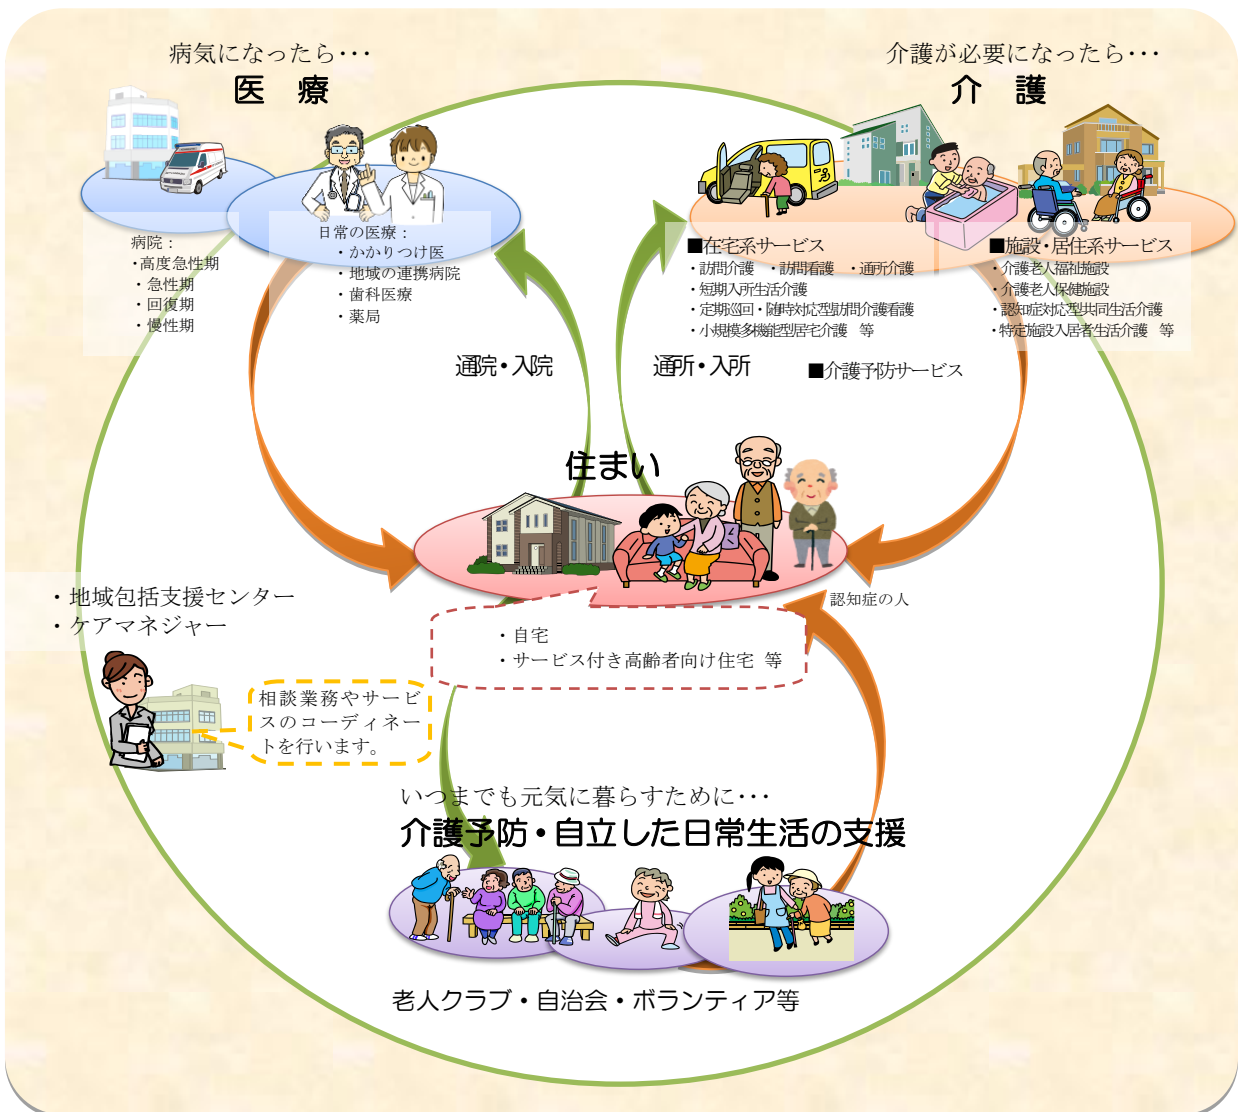 病気になったら･･･
医　療
介護が必要になったら･･･
介　護
病院：
・高度急性期
・急性期
・回復期
・慢性期
日常の医療：
・かかりつけ医
・地域の連携病院
・歯科医療
・薬局
■在宅系サービス
・訪問介護　・訪問看護　・通所介護
・短期入所生活介護
・定期巡回・随時対応型訪問介護看護
・小規模多機能型居宅介護　等
■施設・居住系サービス
・介護老人福祉施設
・介護老人保健施設
・認知症対応型共同生活介護
・特定施設入居者生活介護　等
通院・入院
通所・入所
■介護予防サービス
住まい
認知症の人
・自宅
・サービス付き高齢者向け住宅 等
・地域包括支援センター
・ケアマネジャー
相談業務やサービ
スのコーディネー
トを行います。
いつまでも元気に暮らすために･･･
介護予防・自立した日常生活の支援
老人クラブ・自治会・ボランティア等